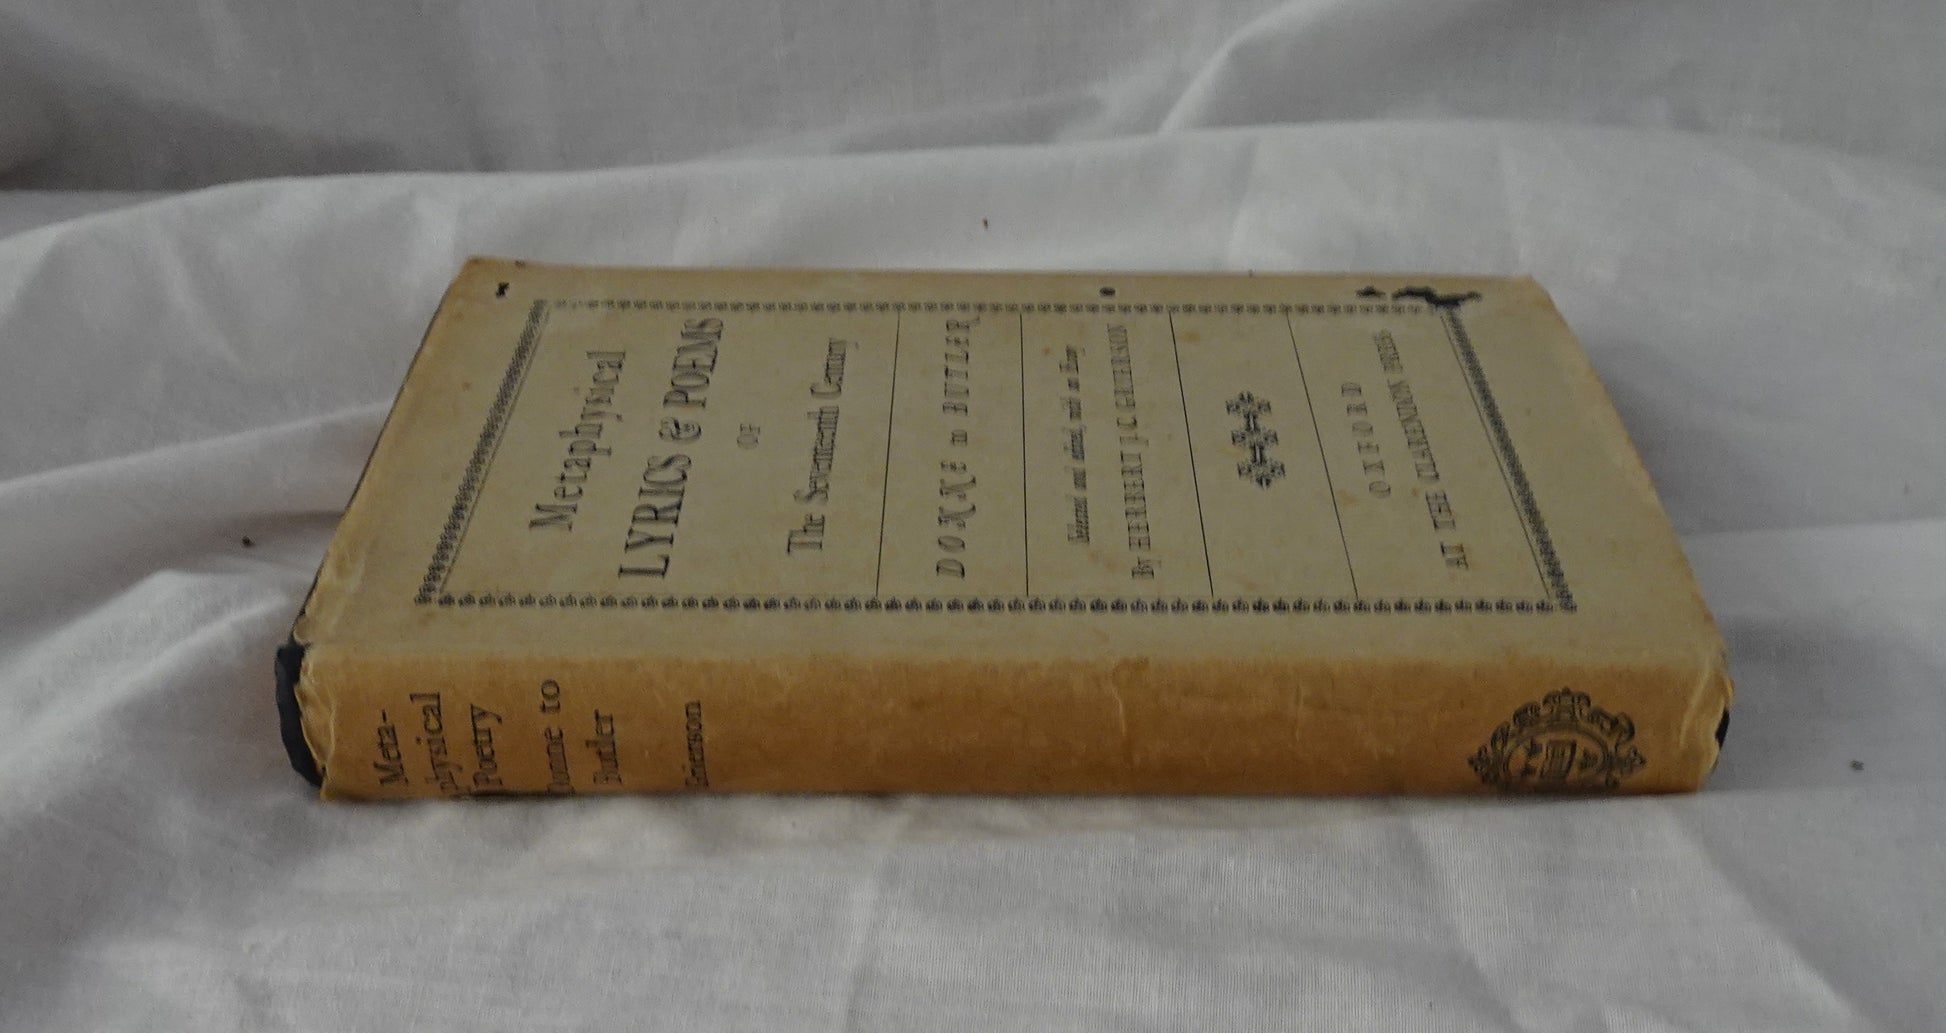 Metaphysical
LYRICS & POEMS
OF
The Seventeenth Century
DONNE to BUTLER
Selected and edited, with an Essay
By HERBERT J.C. GRIERSON
OXFORD
AT THE CLARENDON PRESS
Meta-
physical
Poetry
Donne to
Butler
Grierson